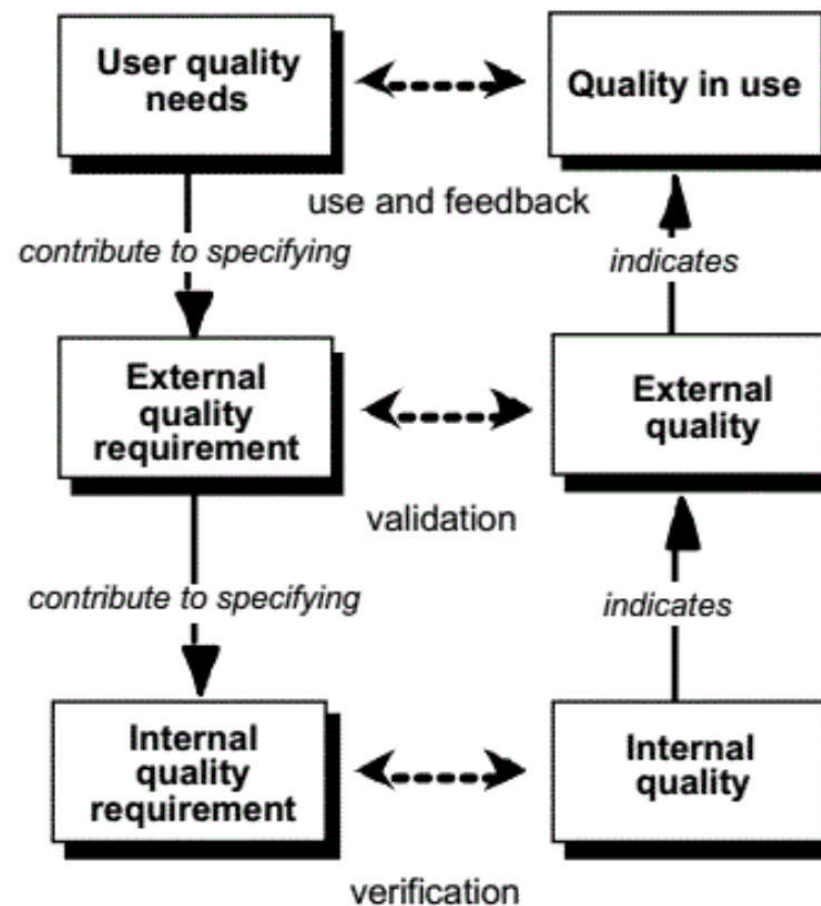 User quality
needs
Quality in use
use and feedback
contribute to specifying
indicates
External
quality
requirement
External
quality
validation
contribute to specifying
indicates
Internal
quality
requirement
Internal
quality
verification